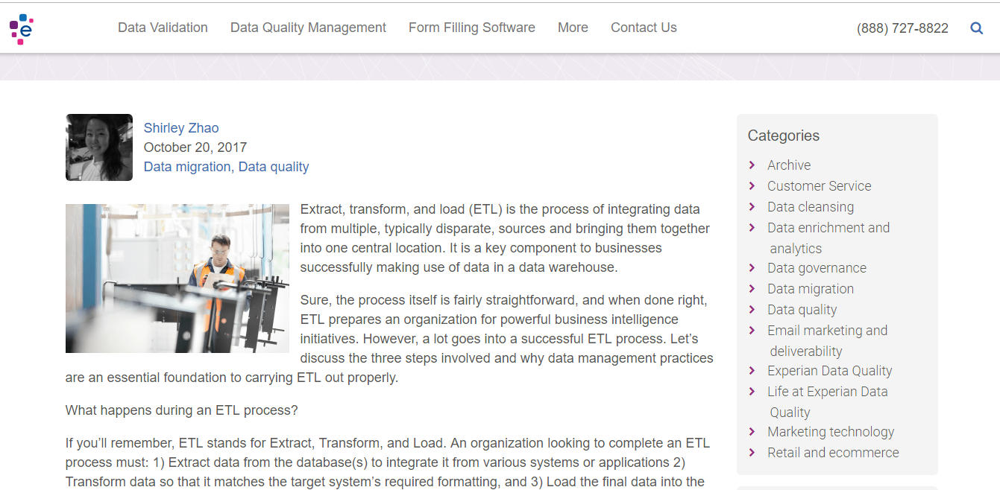 e
Data Validation Data Quality Management Form Filling Software More Contact Us (888) 727-8822
Shirley Zhao
October 20, 2017
Data migration, Data quality
Extract, transform, and load (ETL) is the process of integrating data
from multiple, typically disparate, sources and bringing them together
into one central location. It is a key component to businesses
successfully making use of data in a data warehouse.
Sure, the process itself is fairly straightforward, and when done right,
ETL prepares an organization for powerful business intelligence
initiatives. However, a lot goes into a successful ETL process. Let’s
discuss the three steps involved and why data management practices
are an essential foundation to carrying ETL out properly.
What happens during an ETL process?
If you’ll remember, ETL stands for Extract, Transform, and Load. An organization looking to complete an ETL
process must: 1) Extract data from the database(s) to integrate it from various systems or applications 2)
Transform data so that it matches the target system’s required formatting, and 3) Load the final data into the
Categories
Archive
Customer Service
Data cleansing
Data enrichment and
analytics
Data governance
Data migration
Data quality
Email marketing and
deliverability
Experian Data Quality
Life at Experian Data
Quality
Marketing technology
Retail and ecommerce